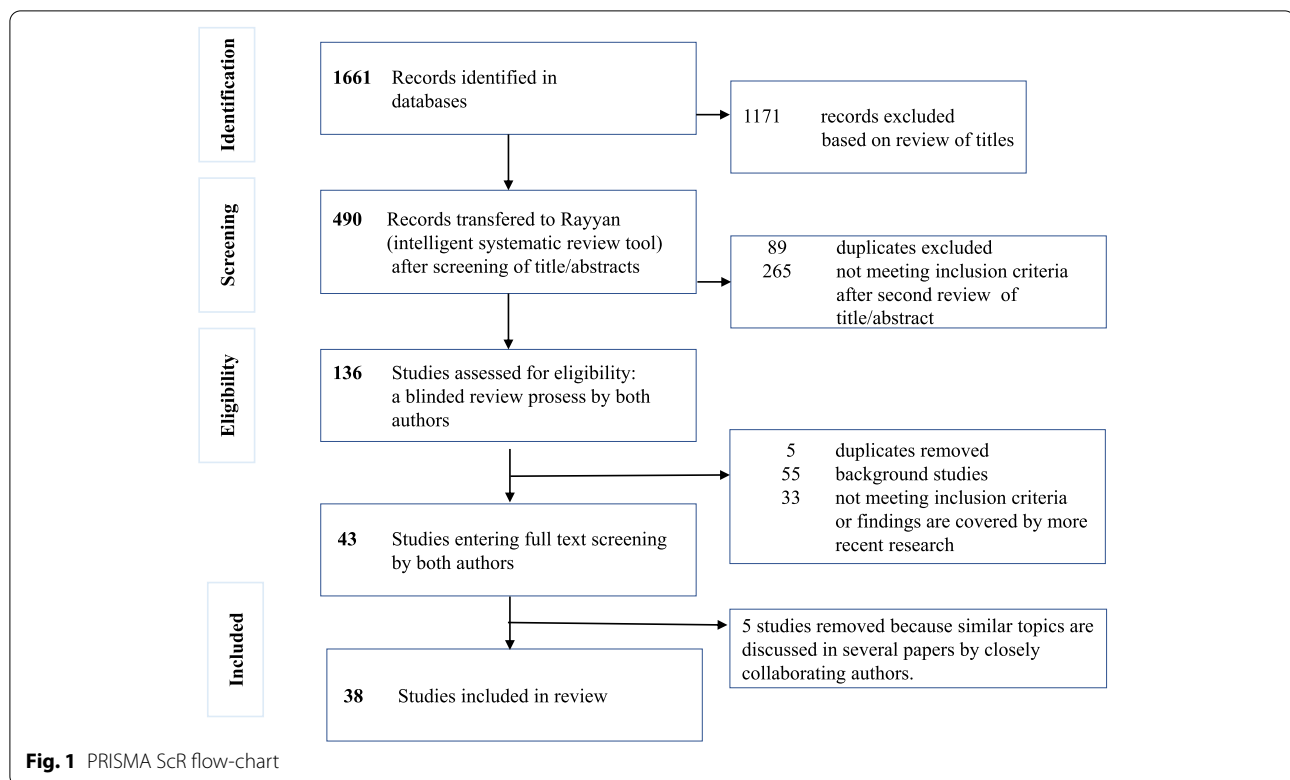 Identification
1661 Records identified in
databases
1171 records excluded
based on review of titles
Screening
490 Records transfered to Rayyan
(intelligent systematic review tool)
after screening of title/abstracts
89 duplicates excluded
265 not meeting inclusion criteria
after second review of
title/abstract
Eligibility
136 Studies assessed for eligibility:
a blinded review prosess by both
authors
5 duplicates removed
55 background studies
33 not meeting inclusion criteria
or findings are covered by more
recent research
43 Studies entering full text screening
by both authors
Included
5 studies removed because similar topics are
discussed in several papers by closely
collaborating authors.
38 Studies included in review
Fig. 1 PRISMA ScR flow-chart